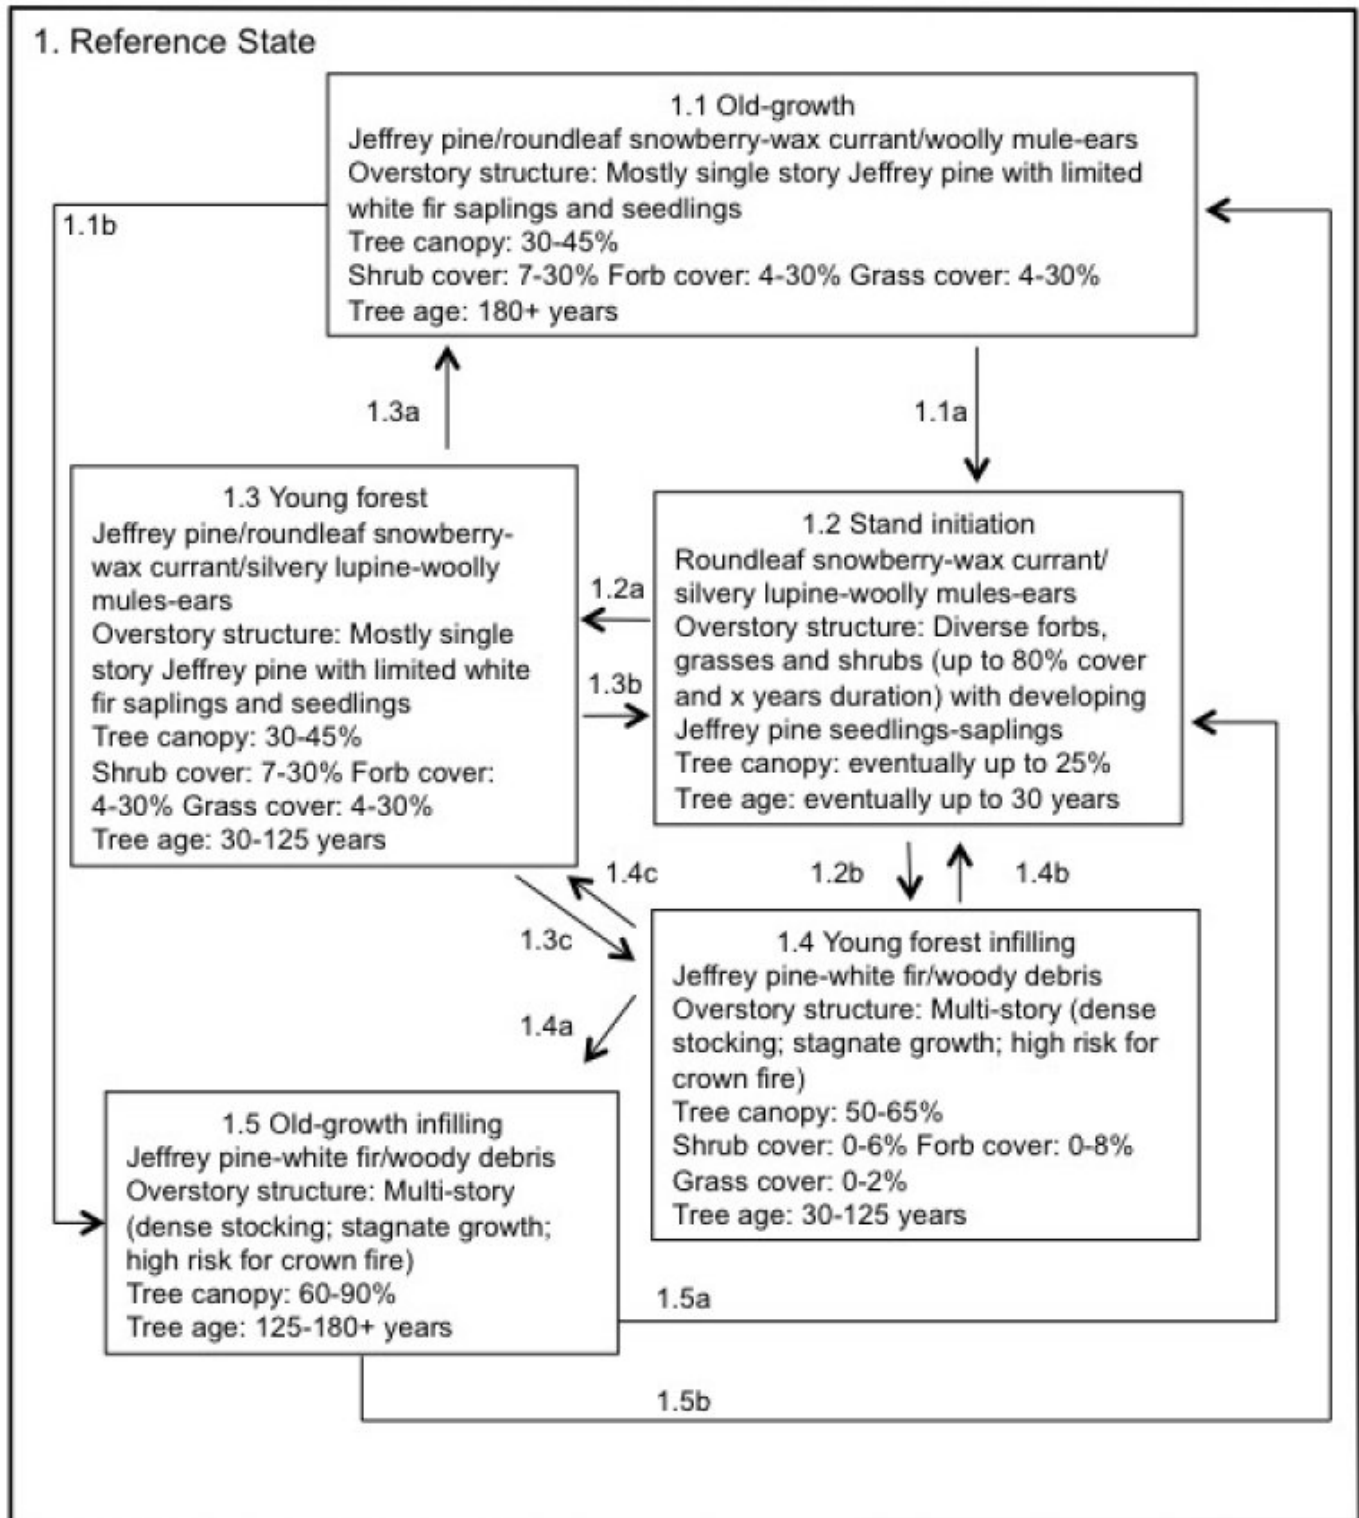 1. Reference State
1.1 Old-growth
Jeffrey pine/roundleaf snowberry-wax currant/woolly mule-ears
Overstory structure: Mostly single story Jeffrey pine with limited
white fir saplings and seedlings
Tree canopy: 30-45%
Shrub cover: 7-30% Forb cover: 4-30% Grass cover: 4-30%
Tree age: 180+ years
1.1b
1.3a
1.1a
1.3 Young forest
Jeffrey pine/roundleaf snowberry-
wax currant/silvery lupine-woolly
mules-ears
Overstory structure: Mostly single
story Jeffrey pine with limited white
fir saplings and seedlings
Tree canopy: 30-45%
Shrub cover: 7-30% Forb cover:
4-30% Grass cover: 4-30%
Tree age: 30-125 years
1.2a
1.3b
1.2 Stand initiation
Roundleaf snowberry-wax currant/
silvery lupine-woolly mules-ears
Overstory structure: Diverse forbs,
grasses and shrubs (up to 80% cover
and x years duration) with developing
Jeffrey pine seedlings-saplings
Tree canopy: eventually up to 25%
Tree age: eventually up to 30 years
1.4c
1.2b
1.4b
1.3c
1.4a
1.4 Young forest infilling
Jeffrey pine-white fir/woody debris
Overstory structure: Multi-story (dense
stocking; stagnate growth; high risk for
crown fire)
Tree canopy: 50-65%
Shrub cover: 0-6% Forb cover: 0-8%
Grass cover: 0-2%
Tree age: 30-125 years
1.5 Old-growth infilling
Jeffrey pine-white fir/woody debris
Overstory structure: Multi-story
(dense stocking; stagnate growth;
high risk for crown fire)
Tree canopy: 60-90%
Tree age: 125-180+ years
1.5a
1.5b